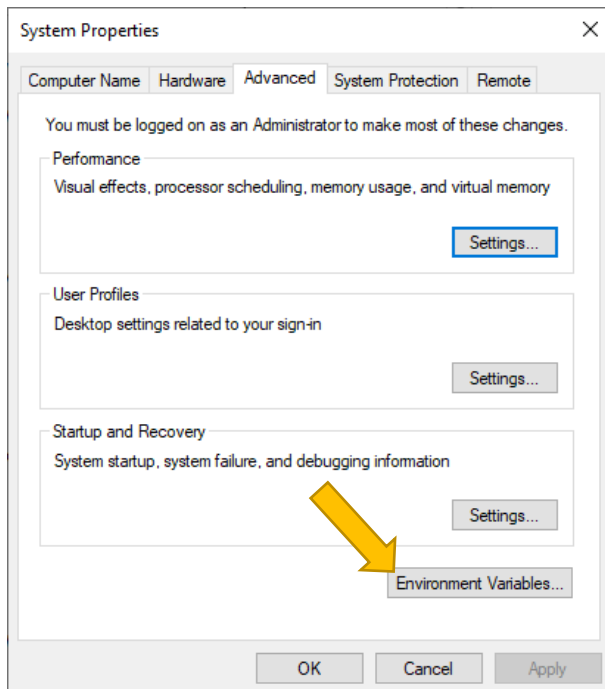 System Properties
Computer Name Hardware Advanced System Protection Remote
You must be logged on as an Administrator to make most of these changes.
Performance
Visual effects, processor scheduling, memory usage, and virtual memory
Settings...
User Profiles
Desktop settings related to your sign-in
Settings...
Startup and Recovery
System startup, system failure, and debugging information
Settings...
Environment Variables...
OK Cancel Apply